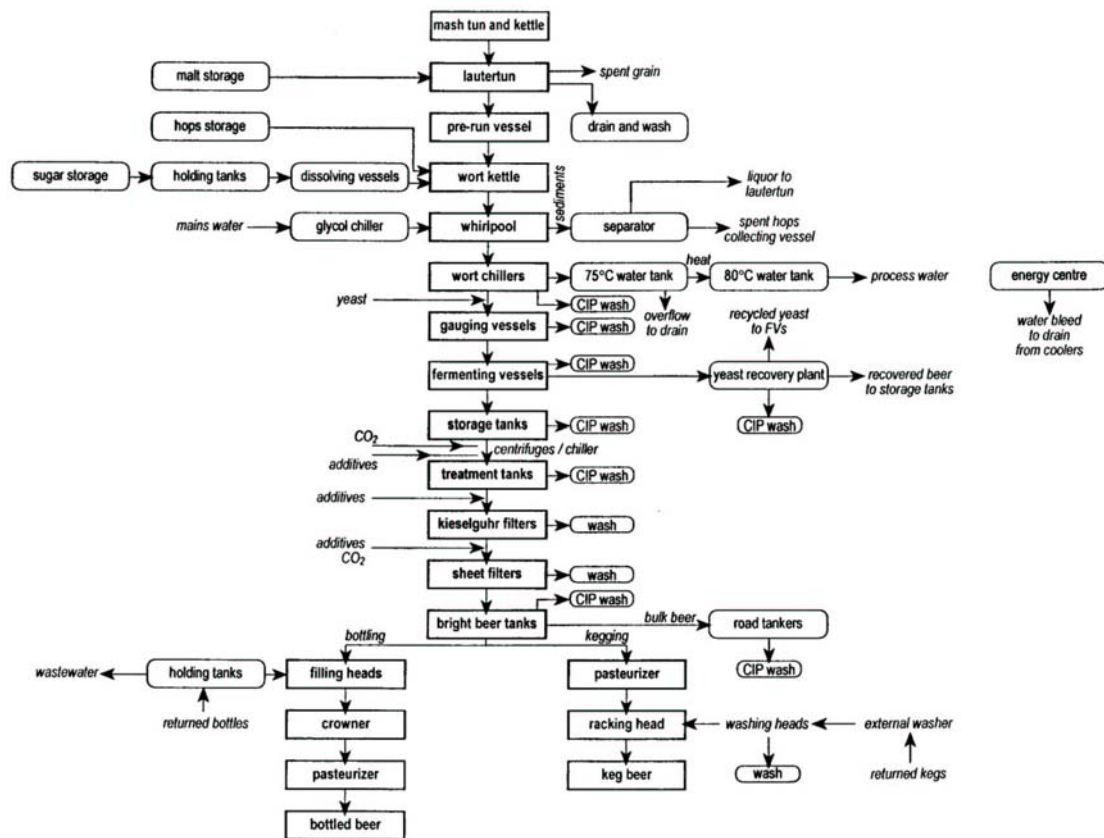 mash tun and kettle
malt storage
lautertun
spent grain
hops storage
pre-run vessel
drain and wash
sugar storage
holding tanks
dissolving vessels
wort kettle
sediments
liquor to
lautertun
mains water
glycol chiller
whirlpool
separator
spent hops
collecting vessel
wort chillers
75°C water tank
heat
80°C water tank
process water
energy centre
yeast
CIP wash
overflow
to drain
recycled yeast
to FVs
water bleed
to drain
from coolers
gauging vessels
CIP wash
CIP wash
fermenting vessels
yeast recovery plant
recovered beer
to storage tanks
storage tanks
CIP wash
CIP wash
CO2
centrifuges / chiller
additives
treatment tanks
CIP wash
additives
kieselguhr filters
wash
additives
CO2
sheet filters
wash
CIP wash
bright beer tanks
bulk beer
road tankers
bottling
kegging
CIP wash
wastewater
holding tanks
filling heads
pasteurizer
returned bottles
crowner
racking head
washing heads
external washer
pasteurizer
keg beer
wash
returned kegs
bottled beer